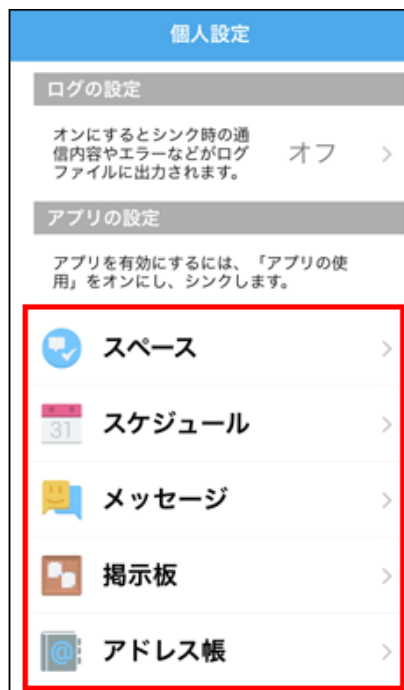 個人設定
ログの設定
オンにするとシンク時の通
信内容やエラーなどがログ
ファイルに出力されます。
オフ
アプリの設定
アプリを有効にするには、「アプリの使
用」をオンにし、シンクします。
スペース
31
スケジュール
メッセージ
掲示板
@
アドレス帳